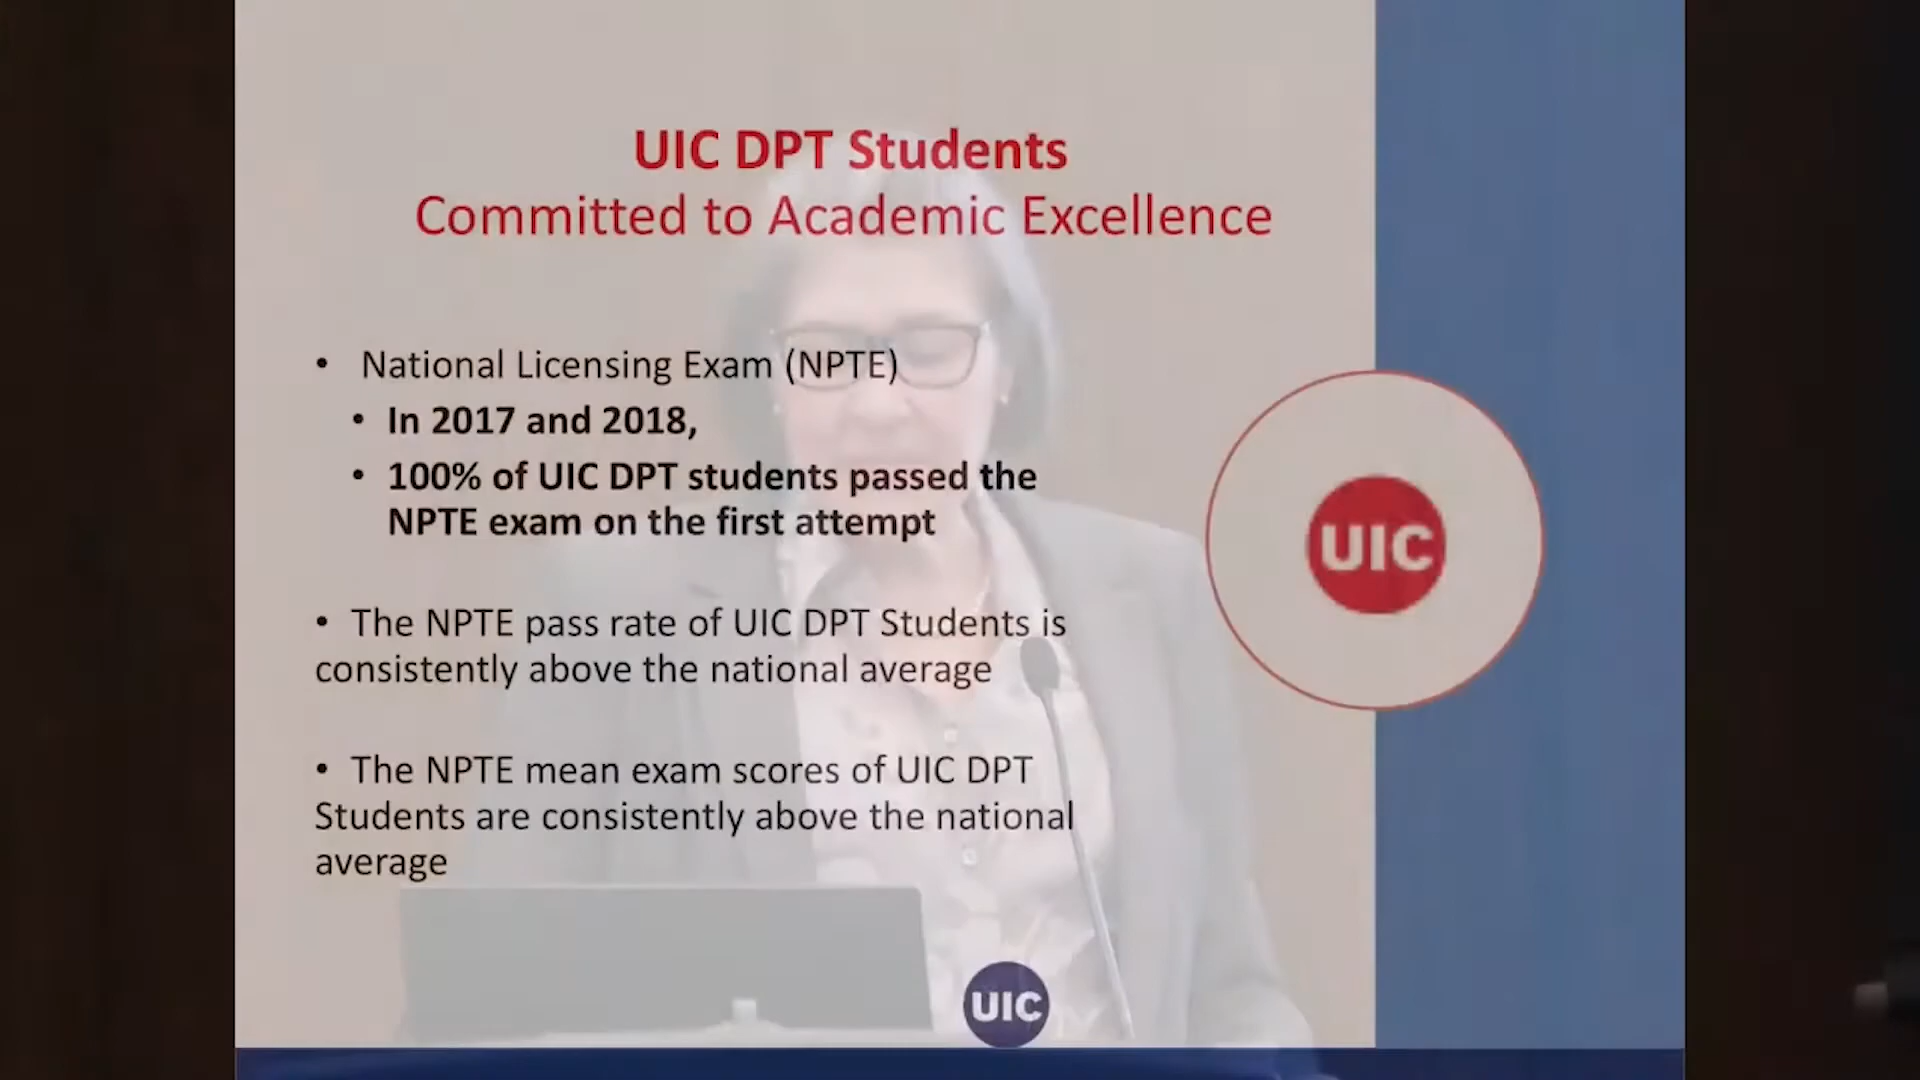 UIC DPT Students
Committed to Academic Excellence
• National Licensing Exam (NPTE)
• In 2017 and 2018,
• 100% of UIC DPT students passed the
NPTE exam on the first attempt
• The NPTE pass rate of UIC DPT Students is
consistently above the national average
• The NPTE mean exam scores of UIC DPT
Students are consistently above the national
average
UIC
UIC